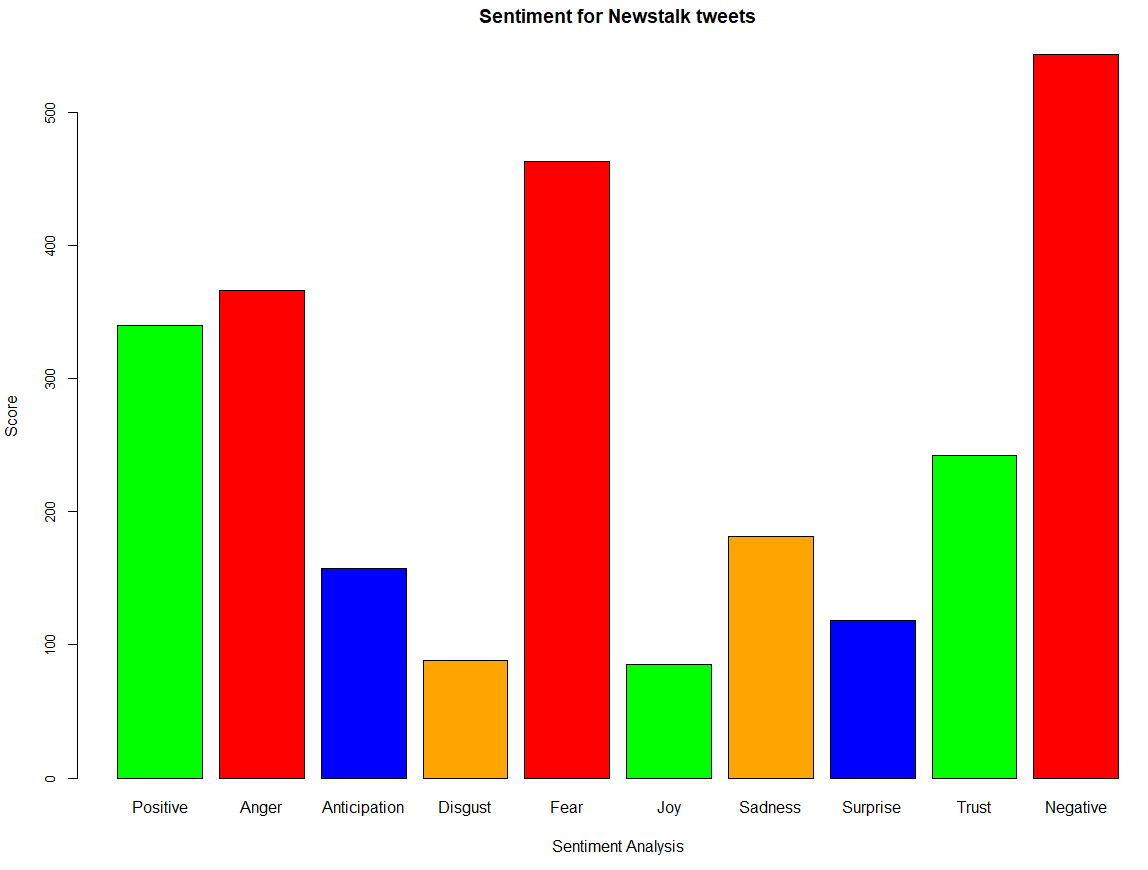 Sentiment for Newstalk tweets
500
400
300
200
100
0
Score
Positive Anger Anticipation Disgust Fear Joy Sadness Surprise Trust Negative
Sentiment Analysis